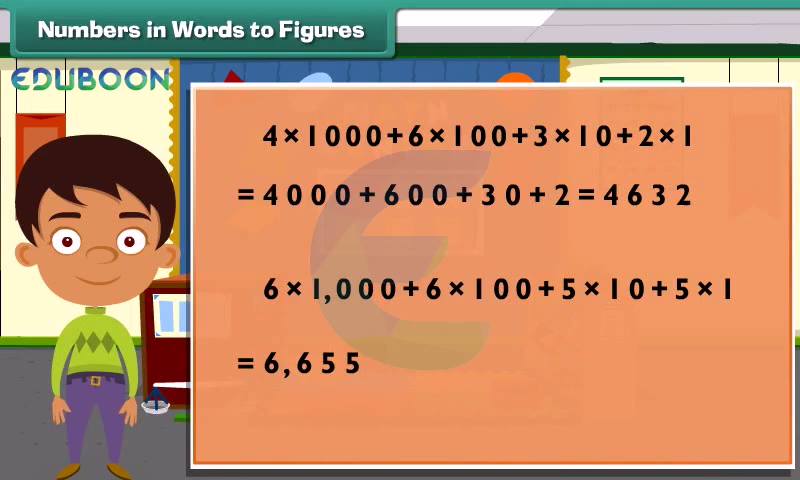 Numbers in Words to Figures
EDUBOON
4×1000+6×100+3×10+2×1
= 4000+600+30+2=4632
6×1,000+6×100+5×10+5×1
= 6,655